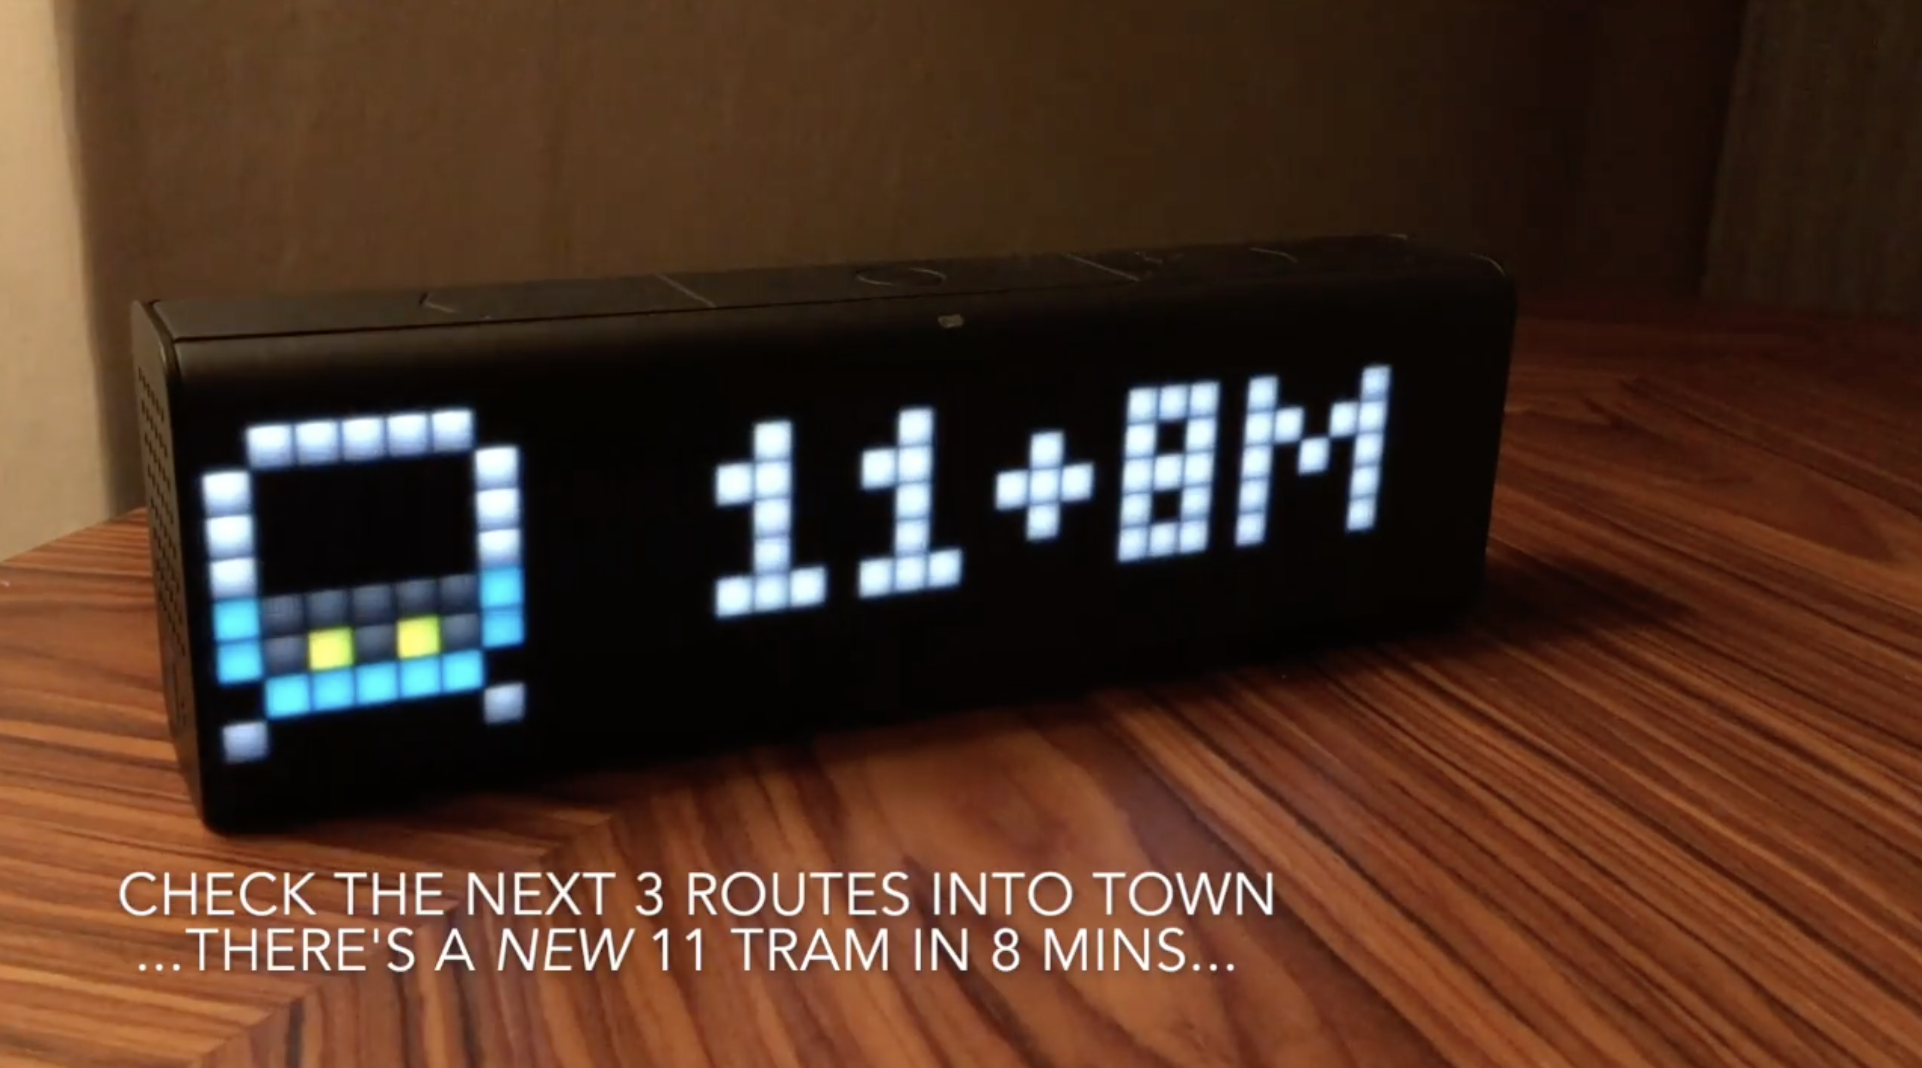 11+8M
CHECK THE NEXT 3 ROUTES INTO TOWN
...THERE'S A NEW 11 TRAM IN 8 MINS...